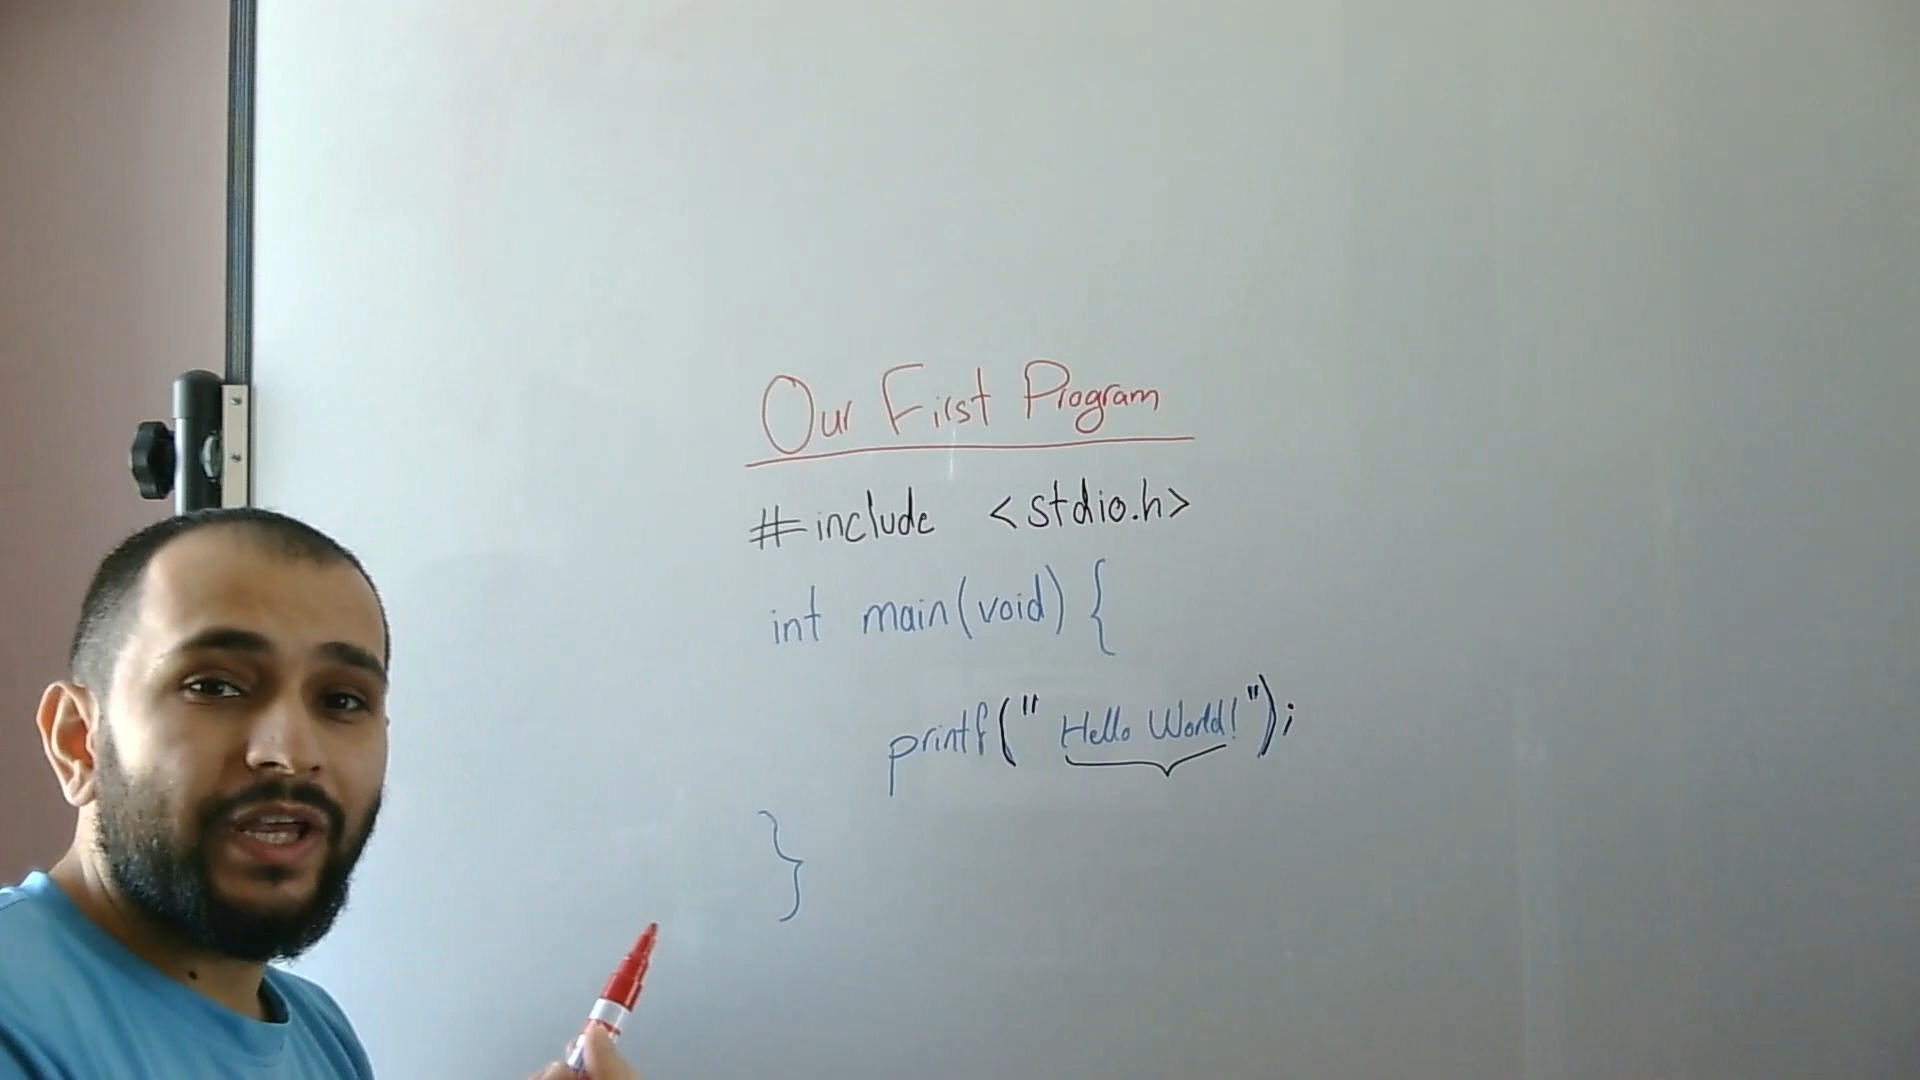 Our First Program
#include <stdio.h>
int main(void) {
printf(" Hello World! ");
}